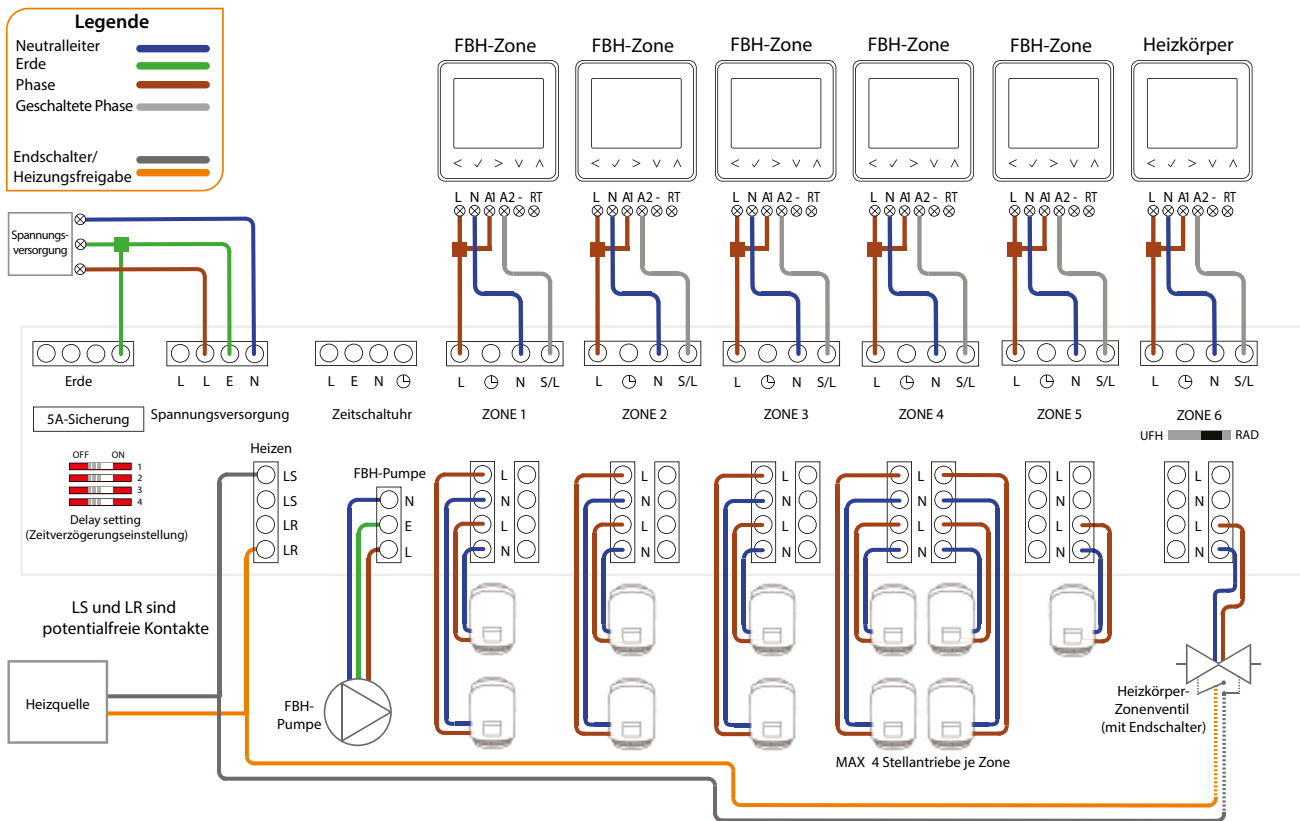 Legende
Neutralleiter
Erde
Phase
Geschaltete Phase
Endschalter/
Heizungsfreigabe
FBH-Zone
FBH-Zone
FBH-Zone
FBH-Zone
FBH-Zone
Heizkörper
L N A1 A2 - RT
L N A1 A2 - RT
L N A1 A2 - RT
L N A1 A2 - RT
L N A1 A2 - RT
L N A1 A2 - RT
Spannungs-
versorgung
Erde
L L E N
L E N
L N S/L
L N S/L
L N S/L
L N S/L
L N S/L
L N S/L
5A-Sicherung
Spannungsversorgung
Zeitschaltuhr
ZONE 1
ZONE 2
ZONE 3
ZONE 4
ZONE 5
ZONE 6
UFH RAD
OFF ON
1
2
3
4
Delay setting
(Zeitverzögerungseinstellung)
Heizen
LS
LS
LR
LR
FBH-Pumpe
N
E
L
L
N
L
N
L
N
L
N
L
N
L
N
L
N
L
N
L
N
L
N
L
N
L
N
LS und LR sind
potentialfreie Kontakte
Heizquelle
FBH-
Pumpe
MAX 4 Stellantriebe je Zone
Heizkörper-
Zonenventil
(mit Endschalter)